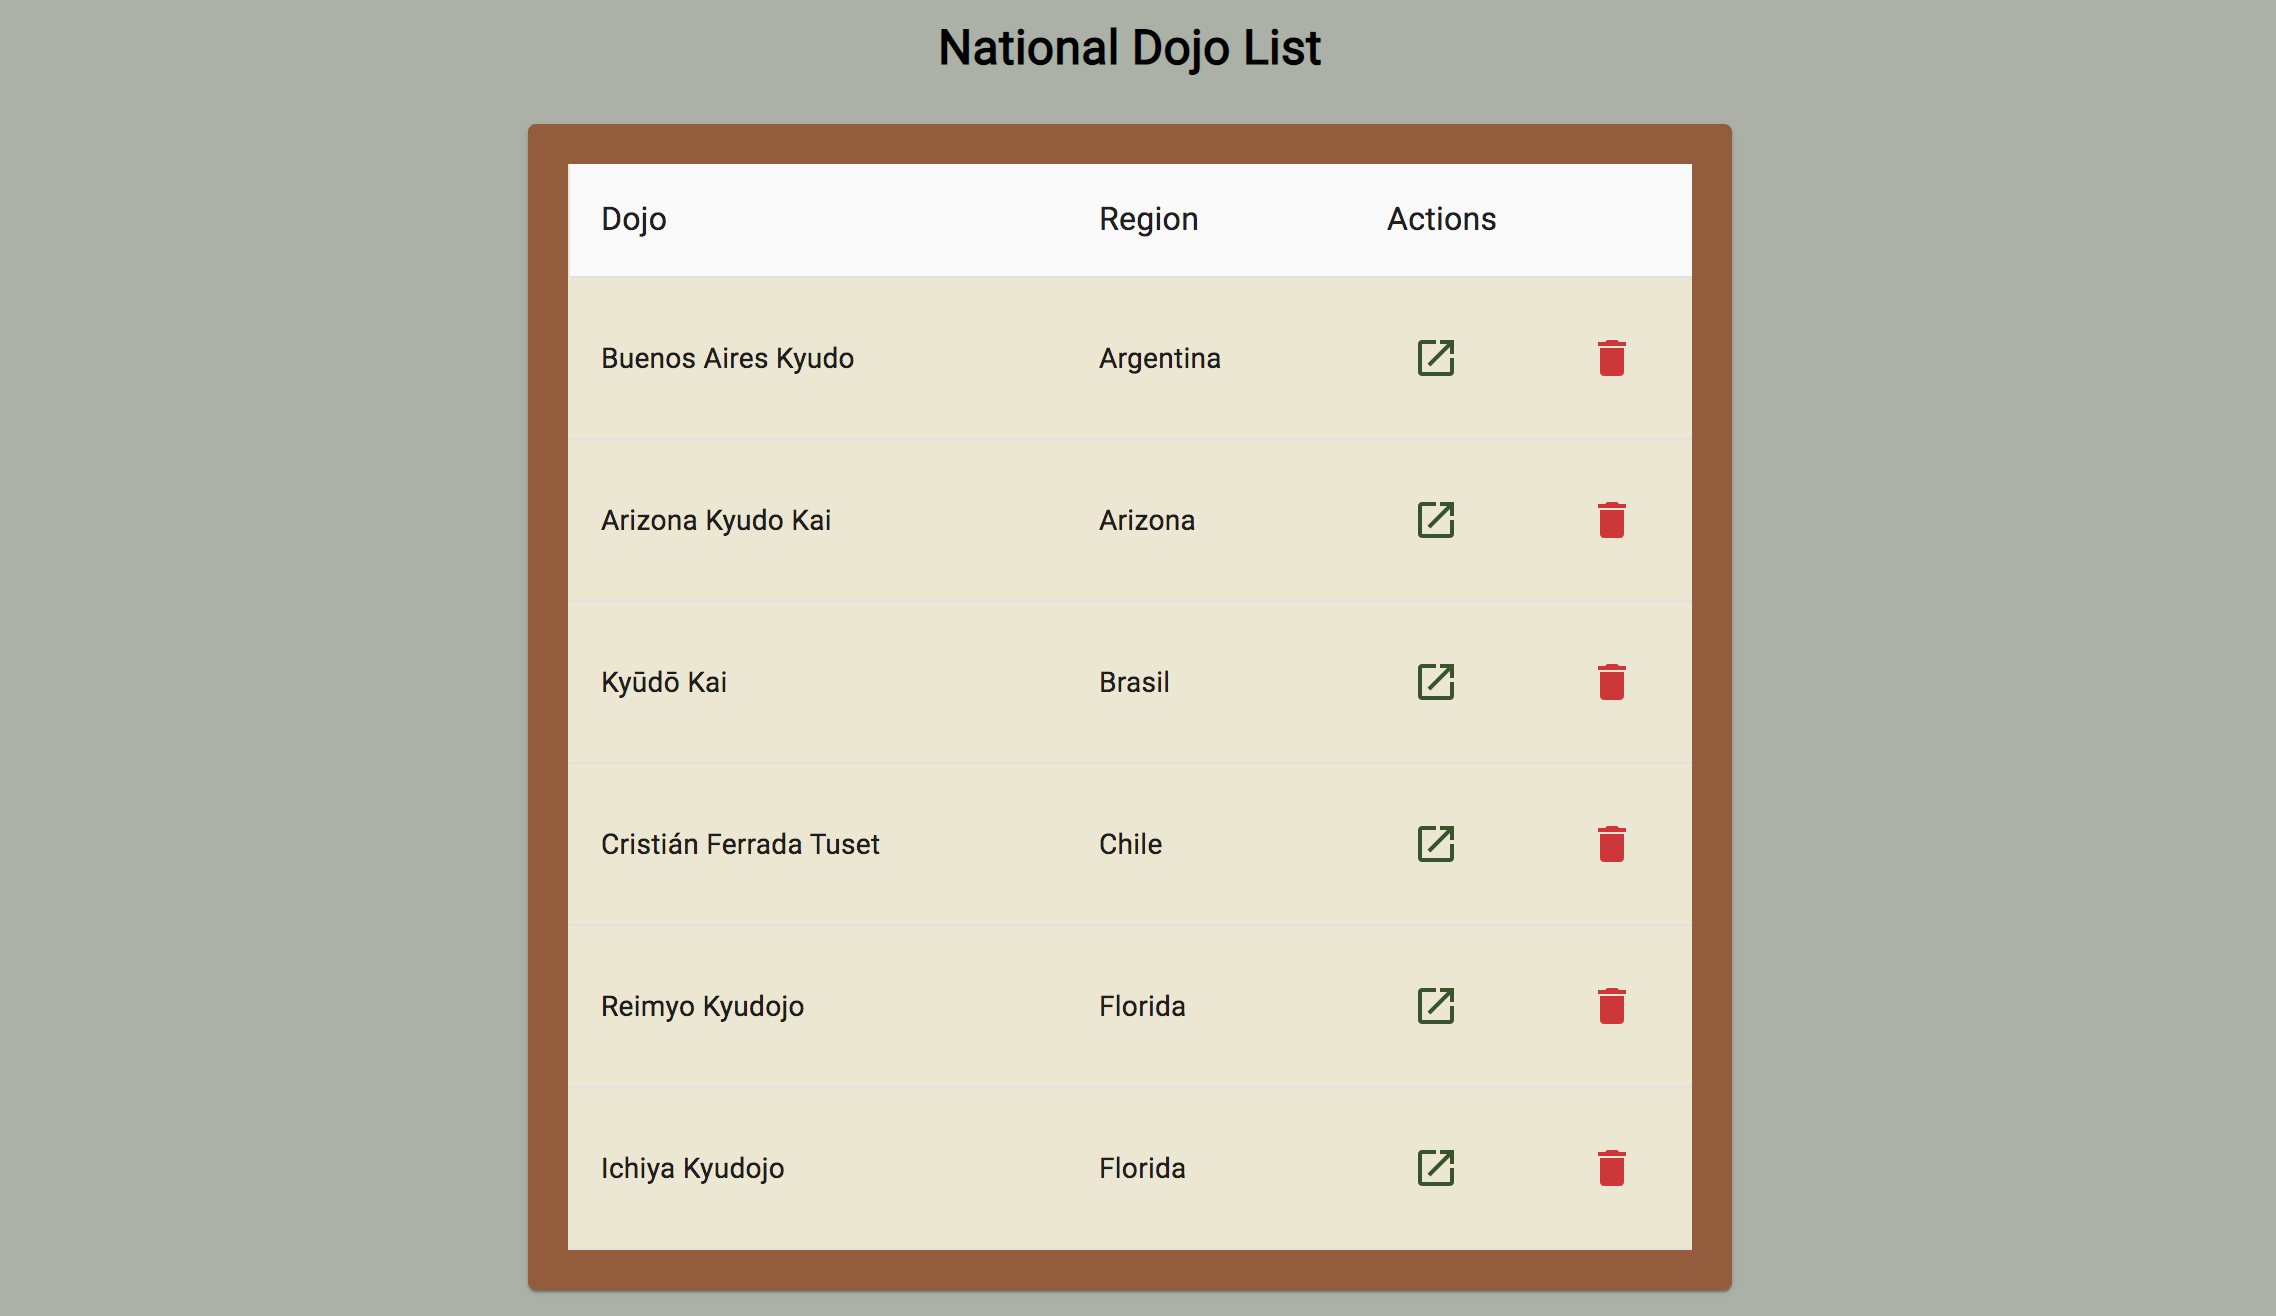 National Dojo List
Dojo Region Actions
Buenos Aires Kyudo Argentina
Arizona Kyudo Kai Arizona
Kyūdō Kai Brasil
Cristián Ferrada Tuset Chile
Reimyo Kyudojo Florida
Ichiya Kyudojo Florida